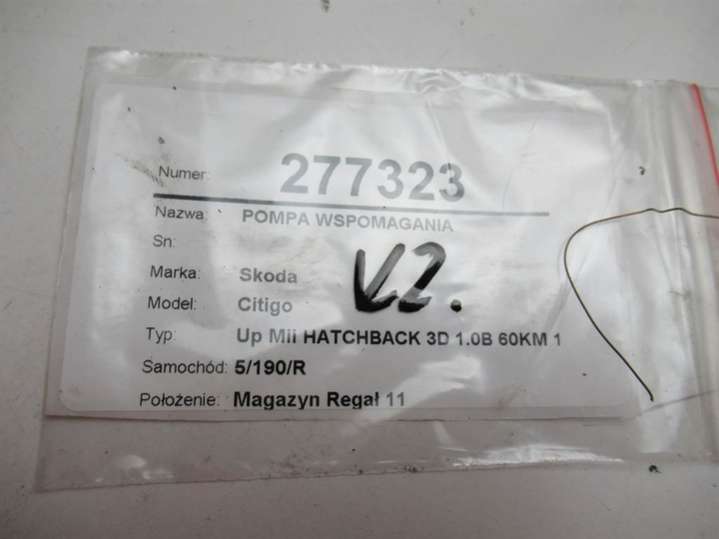 Numer: 277323
Nazwa: POMPA WSPOMAGANIA
Sn:
Marka: Skoda
Model: Citigo
Typ: Up Mii HATCHBACK 3D 1.0B 60KM 1
Samochód: 5/190/R
Położenie: Magazyn Regał 11
V2.